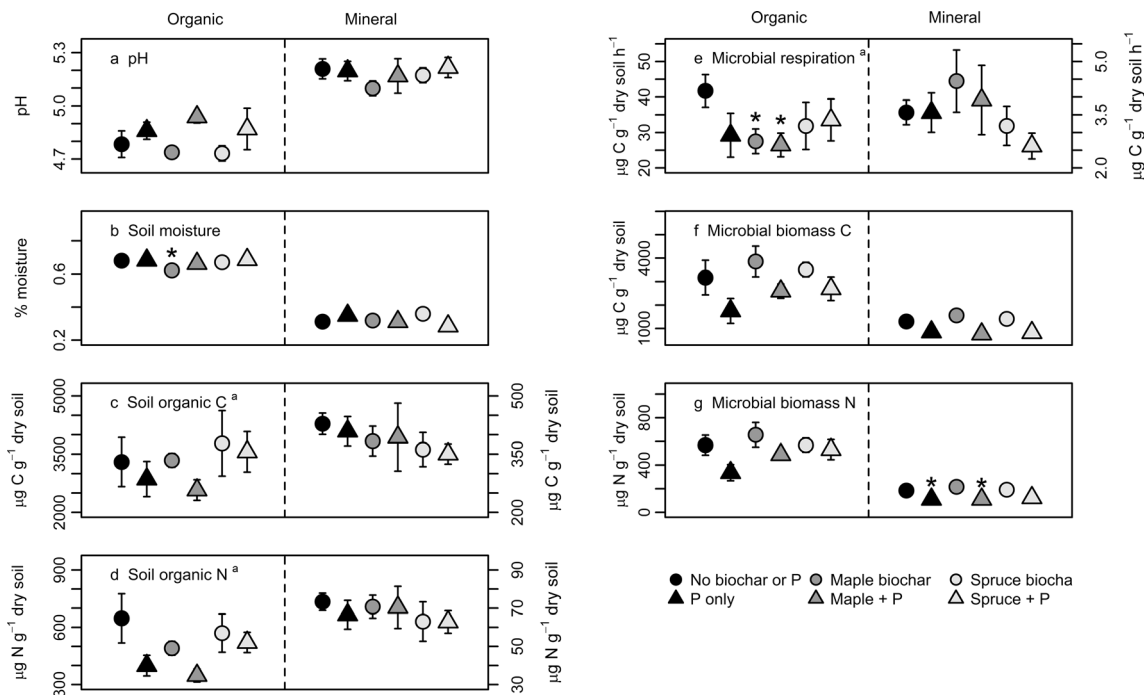 Organic Mineral
a pH
pH
5.3
5.0
4.7
b Soil moisture
% moisture
0.6
0.2
c Soil organic C a
µg C g−1 dry soil
5000
3500
2000
500
350
200
µg C g−1 dry soil
d Soil organic N a
µg N g−1 dry soil
900
600
300
90
70
50
30
µg N g−1 dry soil
Organic Mineral
e Microbial respiration a
µg C g−1 dry soil h−1
50
40
30
20
5.0
3.5
2.0
µg C g−1 dry soil h−1
* *
f Microbial biomass C
µg C g−1 dry soil
4000
1000
g Microbial biomass N
µg N g−1 dry soil
800
400
0
* *
No biochar or P Maple biochar Spruce biocha
P only Maple + P Spruce + P